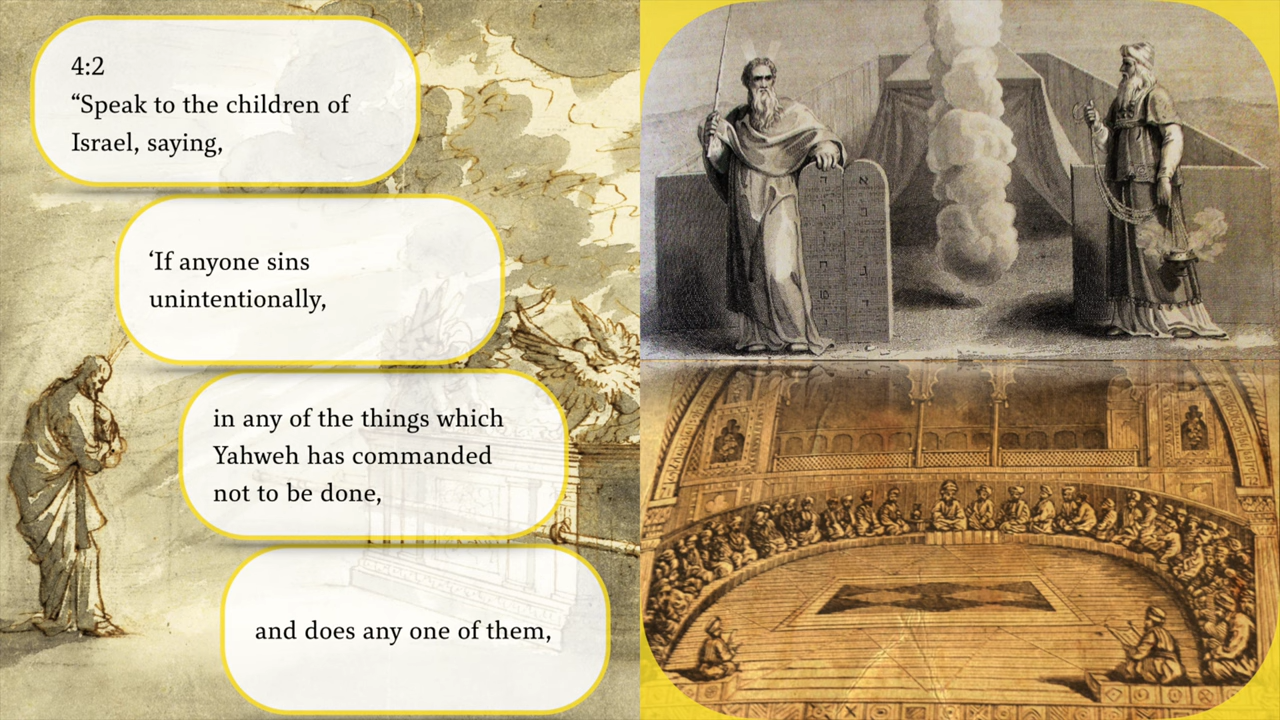 4:2
“Speak to the children of
Israel, saying,
‘If anyone sins
unintentionally,
in any of the things which
Yahweh has commanded
not to be done,
and does any one of them,